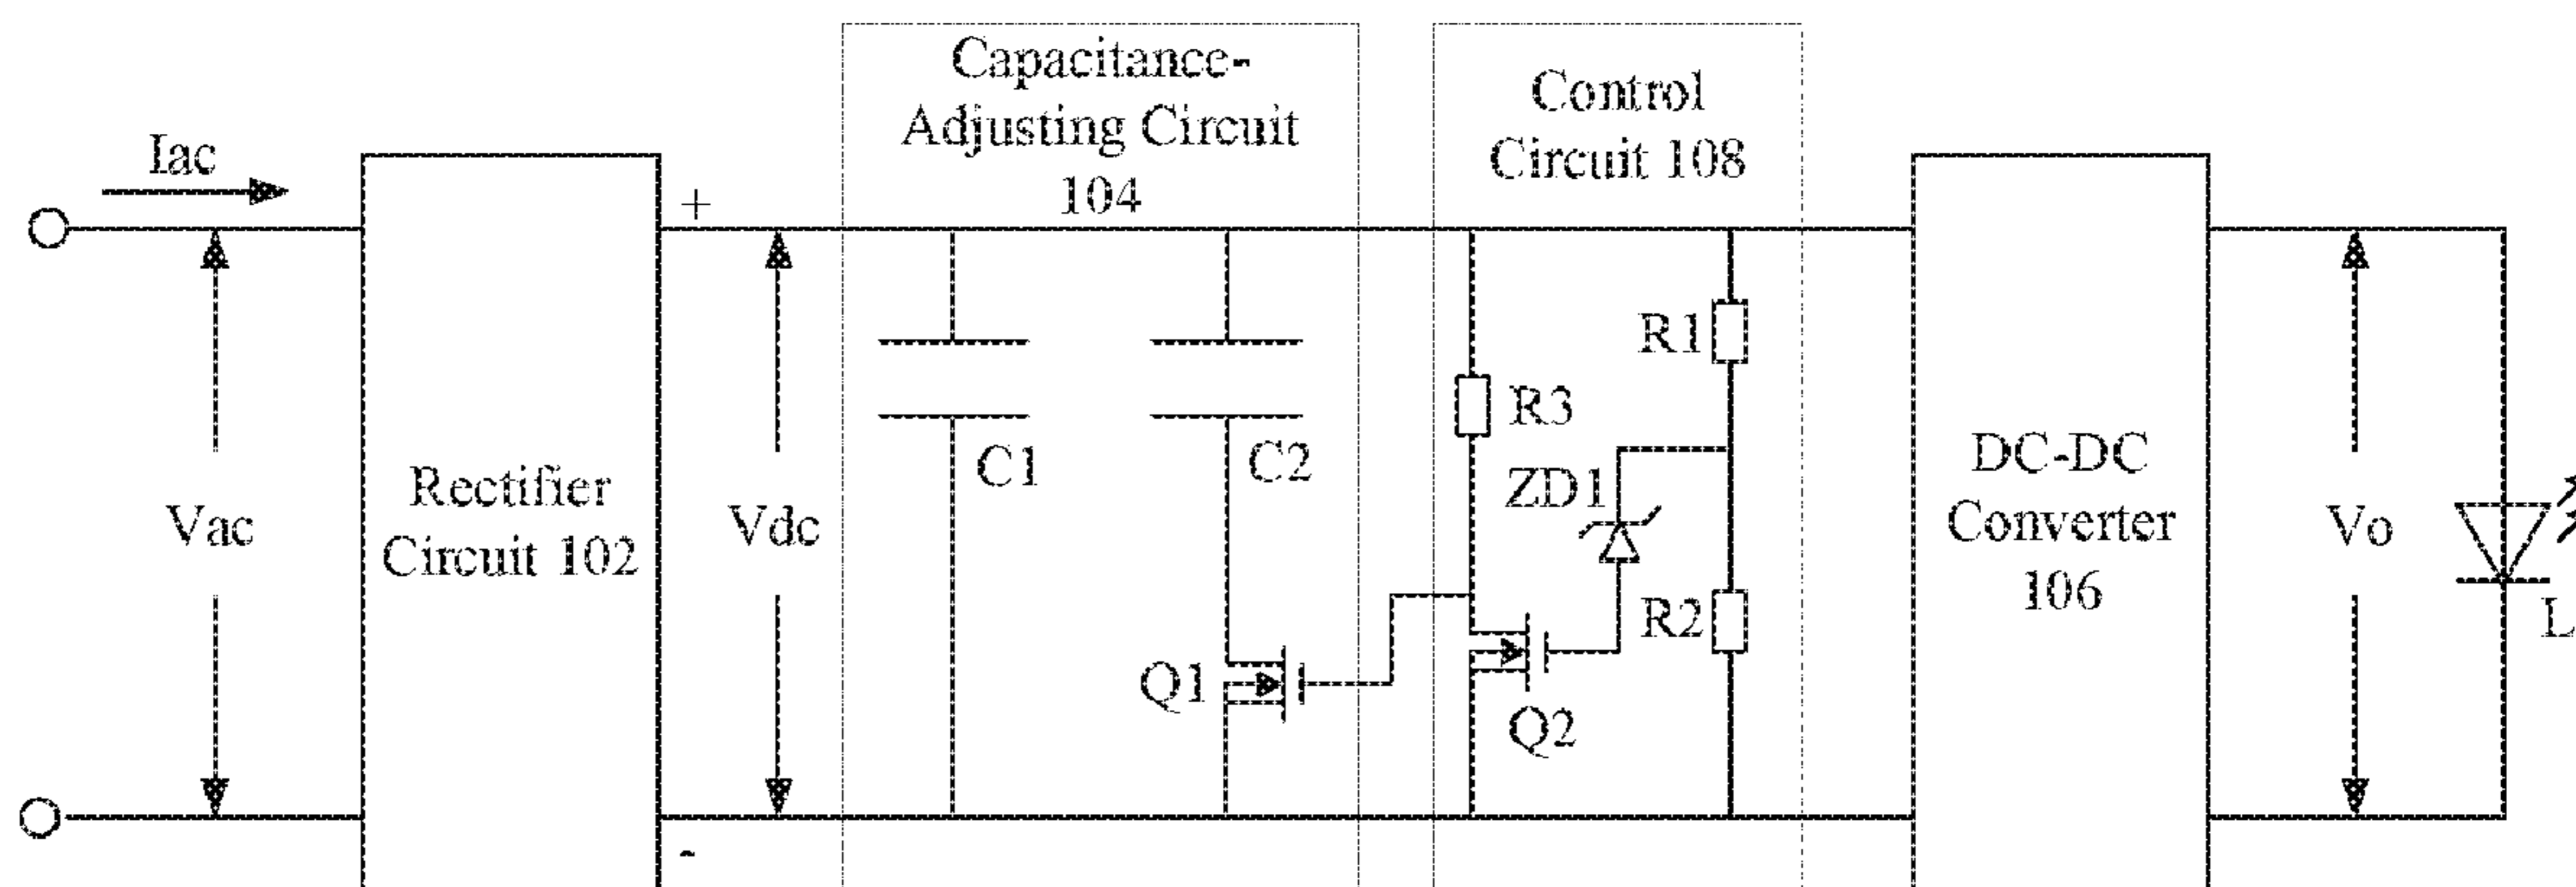 Capacitance-
Adjusting Circuit
104
Control
Circuit 108
Iac
+
R1
R3
C1
C2
ZD1
DC-DC
Converter
106
Rectifier
Circuit 102
Vac
Vdc
Vo
R2
L
Q1
Q2
-